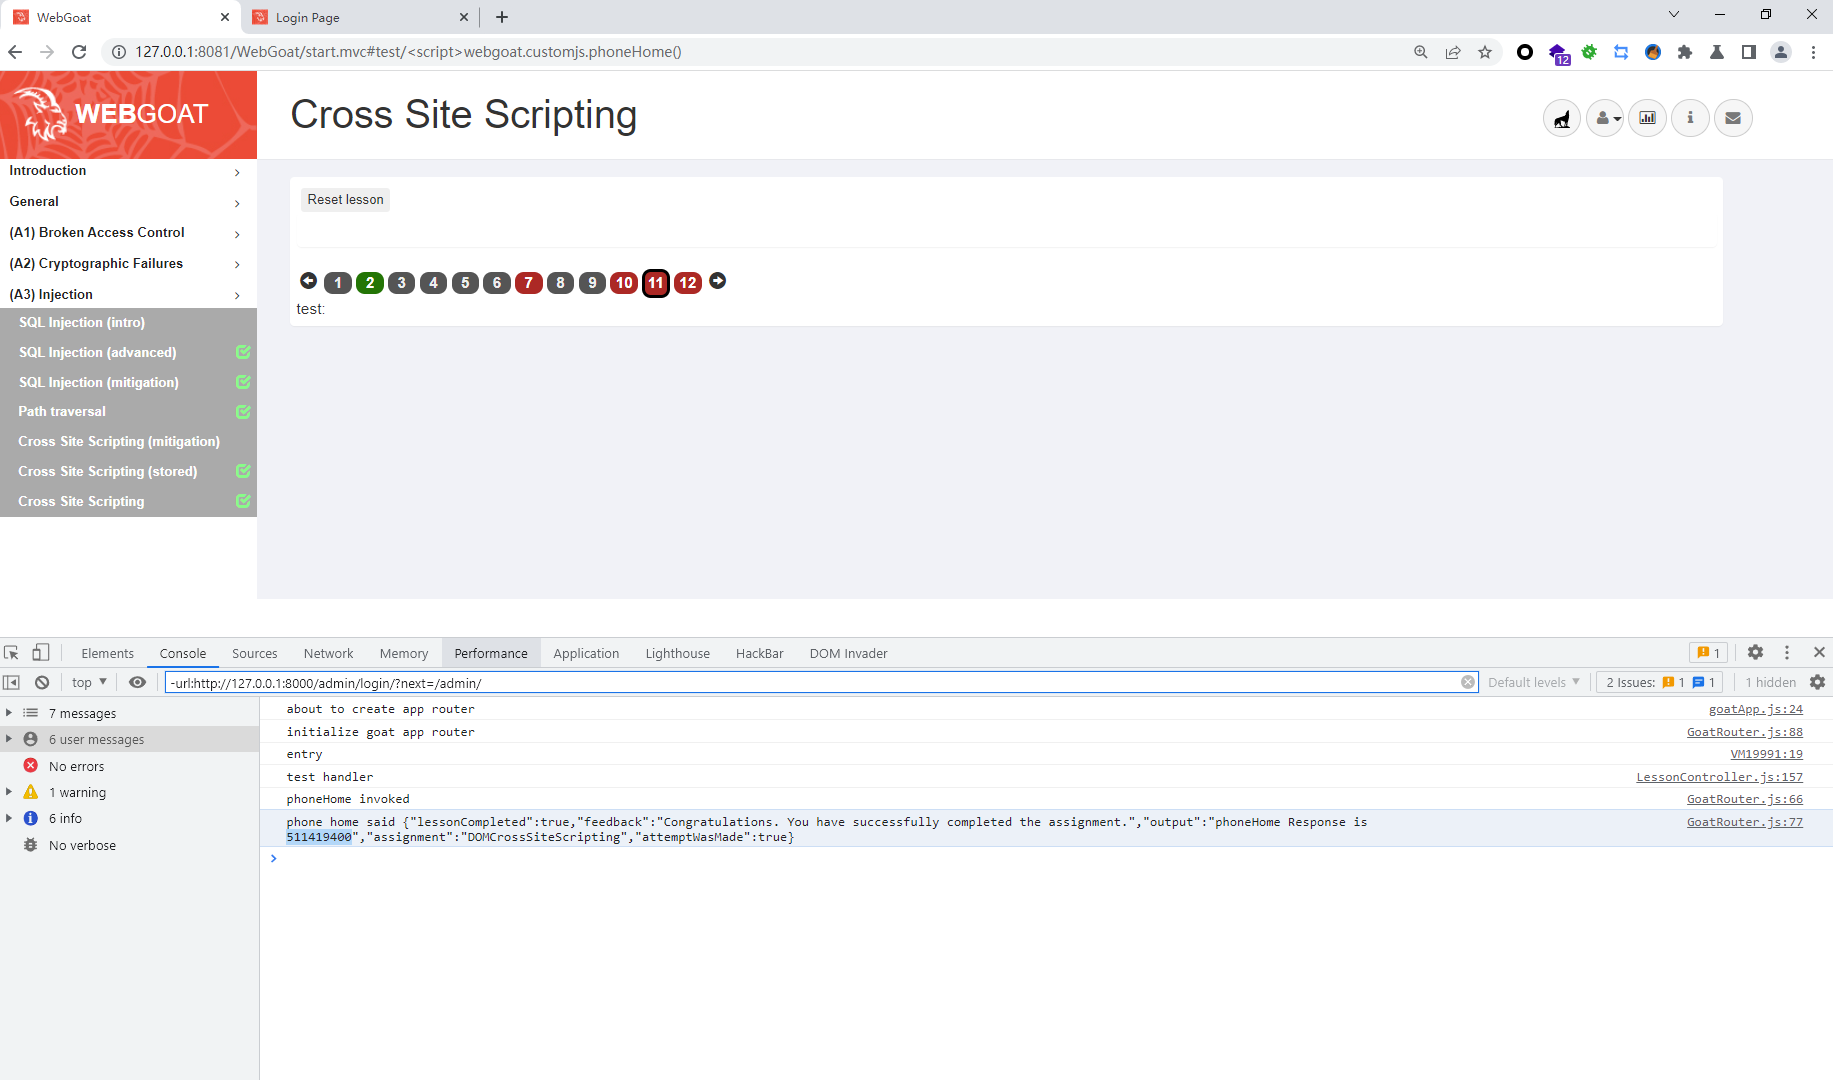 WebGoat
Login Page
127.0.0.1:8081/WebGoat/start.mvc#test/<script>webgoat.customjs.phoneHome()
12
WEBGOAT
Cross Site Scripting
Introduction
General
(A1) Broken Access Control
(A2) Cryptographic Failures
(A3) Injection
SQL Injection (intro)
SQL Injection (advanced)
SQL Injection (mitigation)
Path traversal
Cross Site Scripting (mitigation)
Cross Site Scripting (stored)
Cross Site Scripting
Reset lesson
1 2 3 4 5 6 7 8 9 10 11 12
test:
Elements Console Sources Network Memory Performance Application Lighthouse HackBar DOM Invader 1
top -url:http://127.0.0.1:8000/admin/login/?next=/admin/ Default levels 2 Issues: 1 1 1 hidden
7 messages
6 user messages
No errors
1 warning
6 info
No verbose
about to create app router goatApp.js:24
initialize goat app router GoatRouter.js:88
entry VM19991:19
test handler LessonController.js:157
phoneHome invoked GoatRouter.js:66
phone home said {"lessonCompleted":true,"feedback":"Congratulations. You have successfully completed the assignment.","output":"phoneHome Response is GoatRouter.js:77
511419400","assignment":"DOMCrossSiteScripting","attemptWasMade":true}